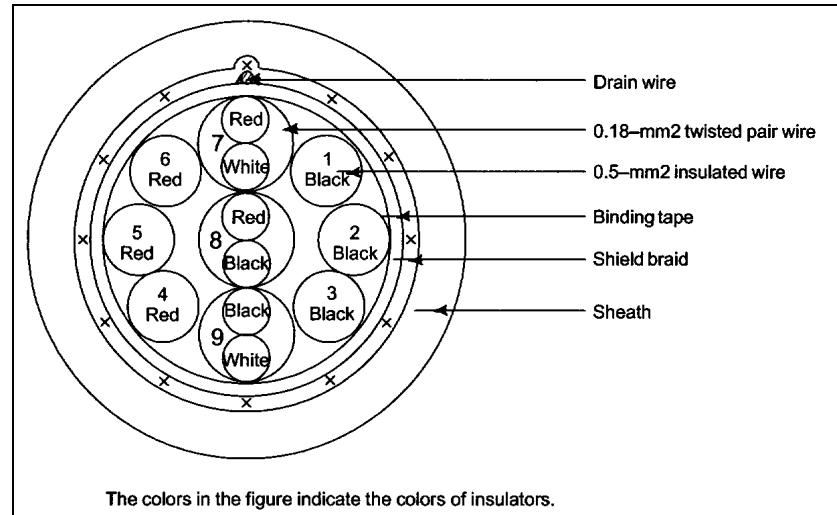 Drain wire
0.18–mm2 twisted pair wire
0.5–mm2 insulated wire
Binding tape
Shield braid
Sheath
Red
7
White
6
Red
1
Black
Red
8
Black
5
Red
2
Black
4
Red
3
Black
Black
9
White
The colors in the figure indicate the colors of insulators.